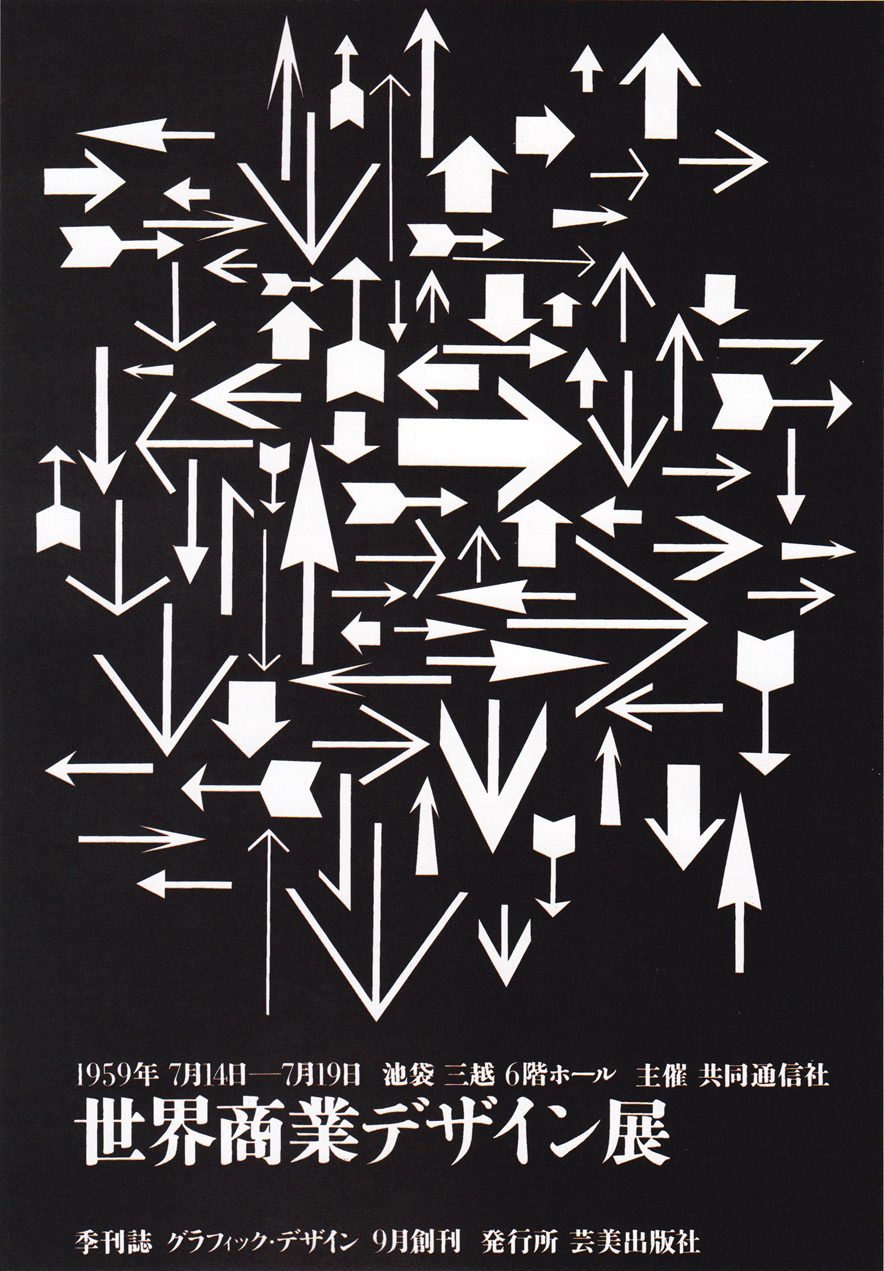 1959年 7月14日—7月19日 池袋 三越 6階ホール 主催 共同通信社
世界商業デザイン展
季刊誌 グラフィック・デザイン 9月創刊 発行所 芸美出版社